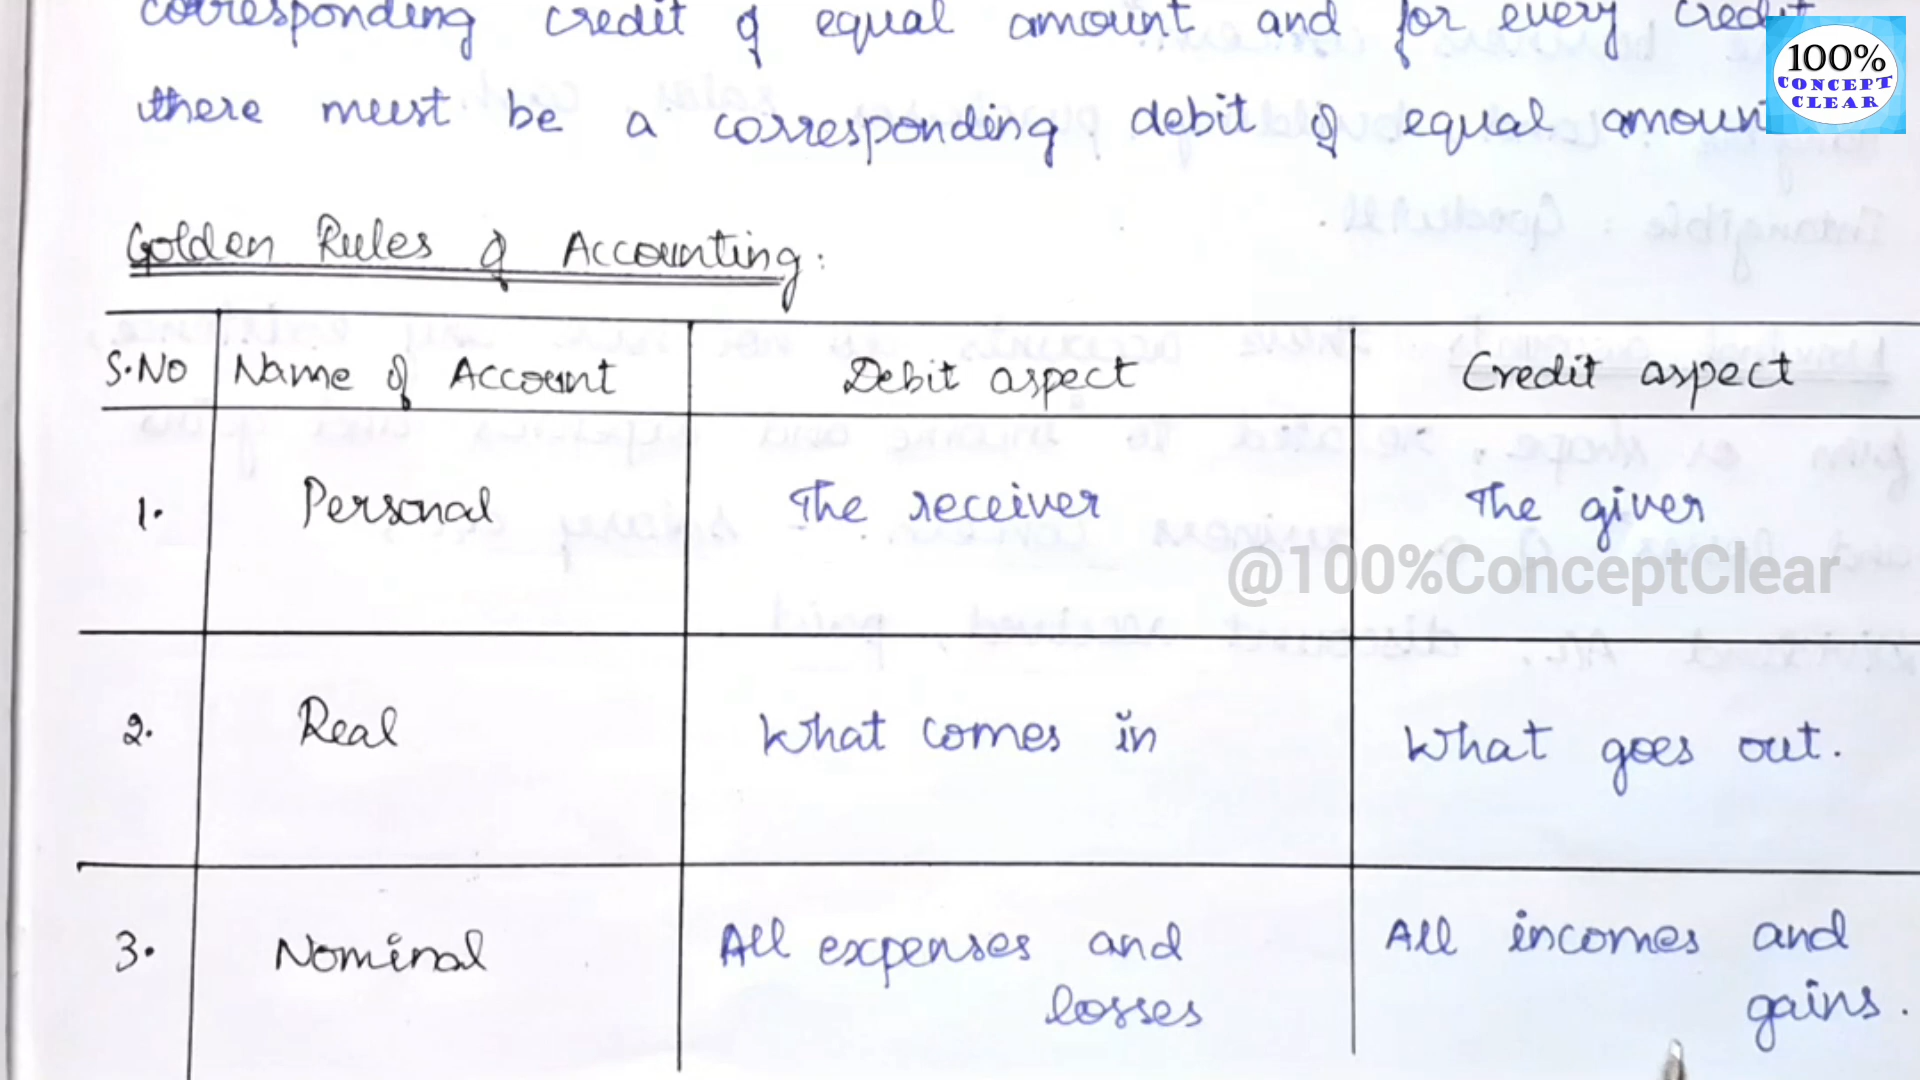 corresponding credit of equal amount and for every credit
there must be a corresponding debit of equal amount
100%
CONCEPT
CLEAR
Golden Rules of Accounting:
S.No Name of Account Debit aspect Credit aspect
1. Personal The receiver The giver
@100%ConceptClear
2. Real What comes in What goes out.
3. Nominal All expenses and losses All incomes and gains.